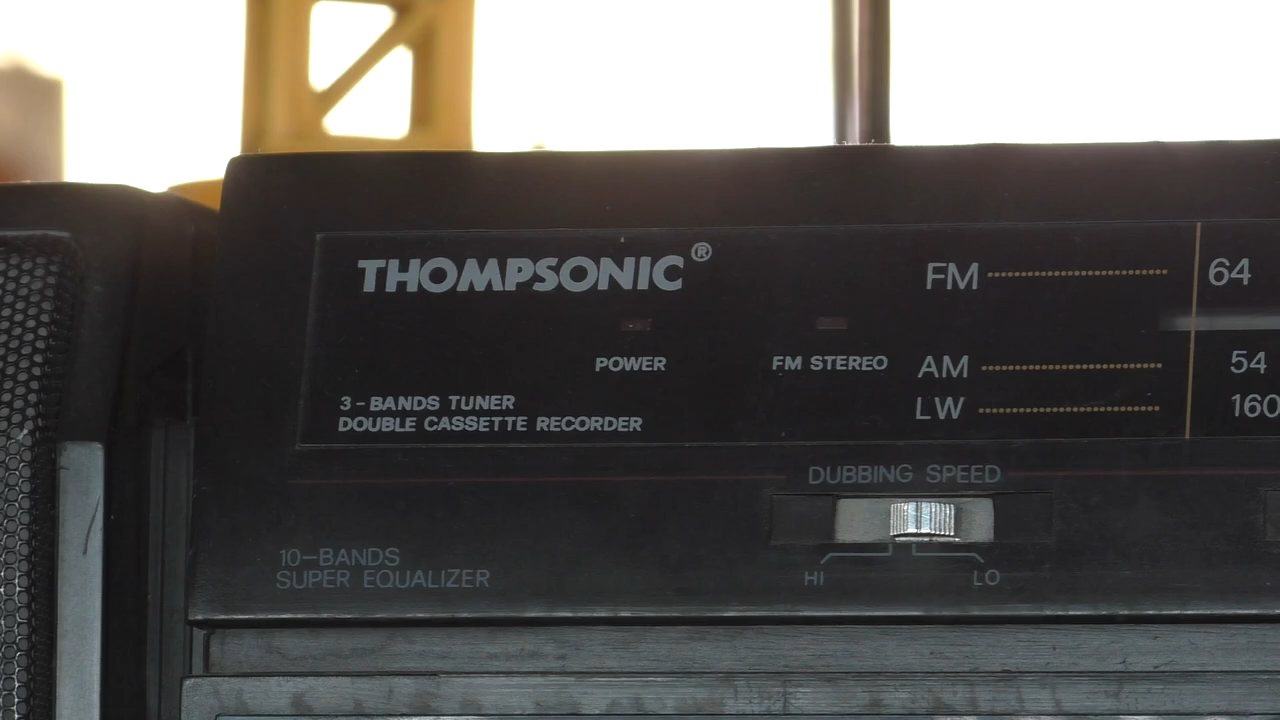 THOMPSONIC®
POWER
FM STEREO
3-BANDS TUNER
DOUBLE CASSETTE RECORDER
FM 64
AM 54
LW 160
DUBBING SPEED
HI LO
10-BANDS
SUPER EQUALIZER